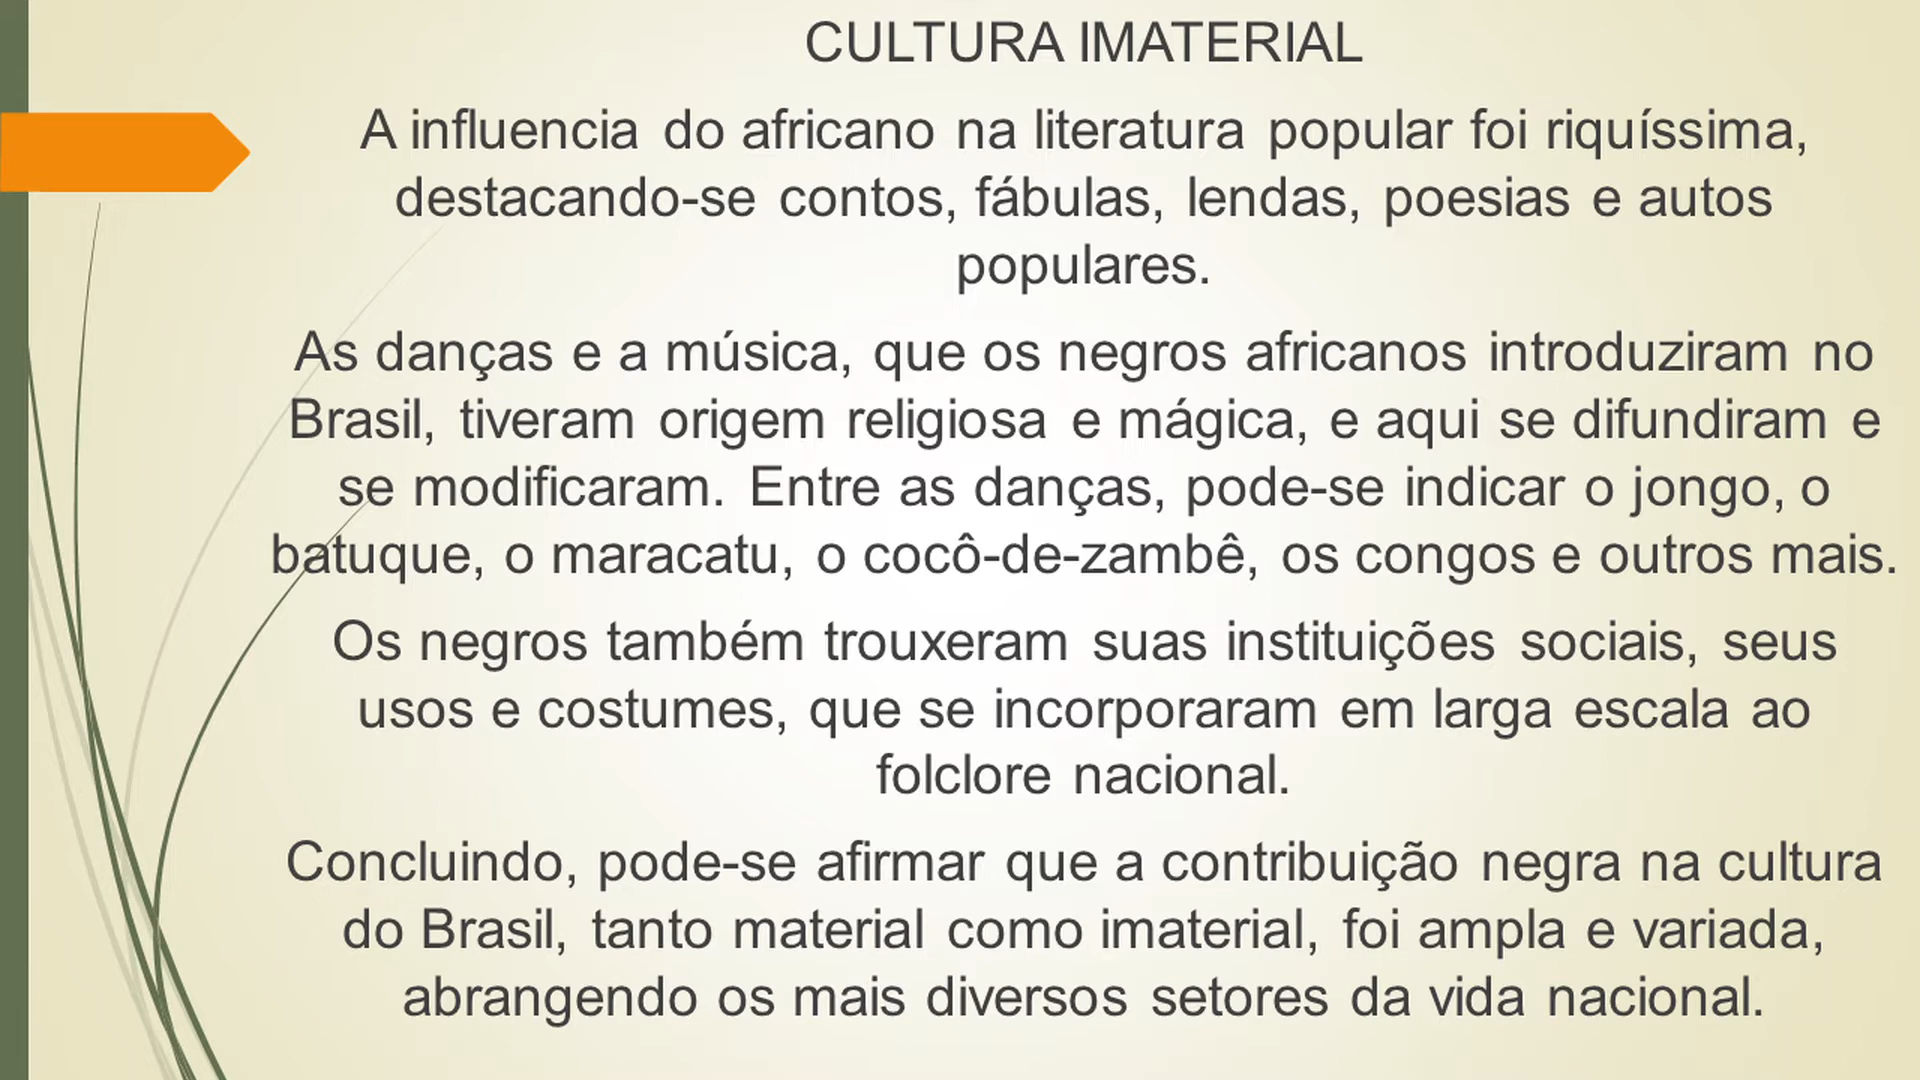 CULTURA IMATERIAL
A influencia do africano na literatura popular foi riquíssima,
destacando-se contos, fábulas, lendas, poesias e autos
populares.
As danças e a música, que os negros africanos introduziram no
Brasil, tiveram origem religiosa e mágica, e aqui se difundiram e
se modificaram. Entre as danças, pode-se indicar o jongo, o
batuque, o maracatu, o cocô-de-zambê, os congos e outros mais.
Os negros também trouxeram suas instituições sociais, seus
usos e costumes, que se incorporaram em larga escala ao
folclore nacional.
Concluindo, pode-se afirmar que a contribuição negra na cultura
do Brasil, tanto material como imaterial, foi ampla e variada,
abrangendo os mais diversos setores da vida nacional.